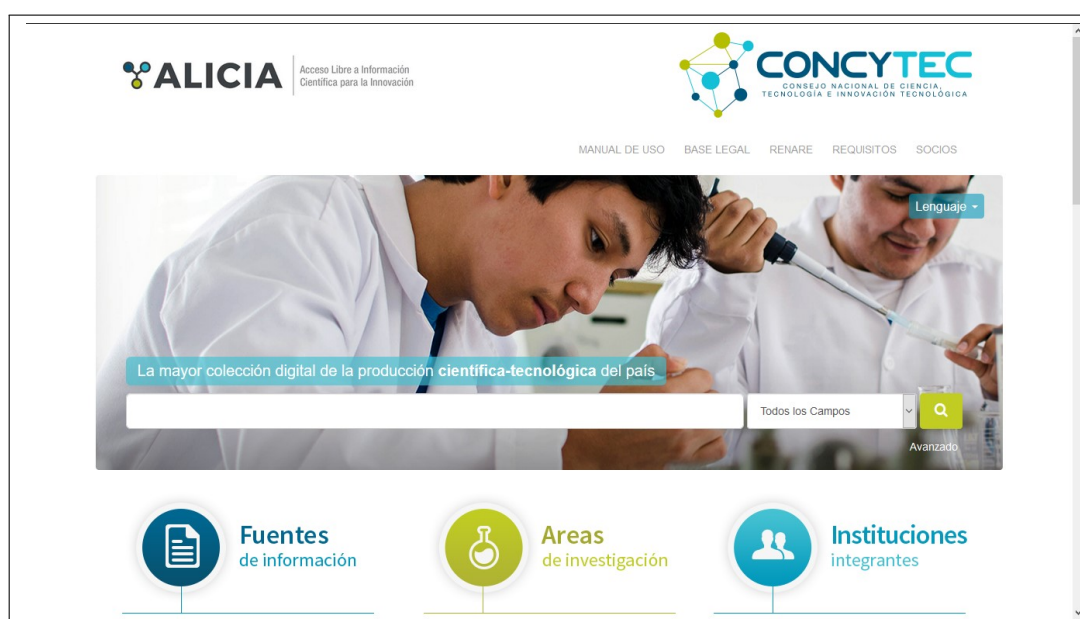 ALICIA
Acceso Libre a Información
Científica para la Innovación
CONCYTEC
CONSEJO NACIONAL DE CIENCIA,
TECNOLOGÍA E INNOVACIÓN TECNOLÓGICA
MANUAL DE USO BASE LEGAL RENARE REQUISITOS SOCIOS
Lenguaje
La mayor colección digital de la producción científica-tecnológica del país
Todos los Campos
Avanzado
Fuentes
de información
Areas
de investigación
Instituciones
integrantes